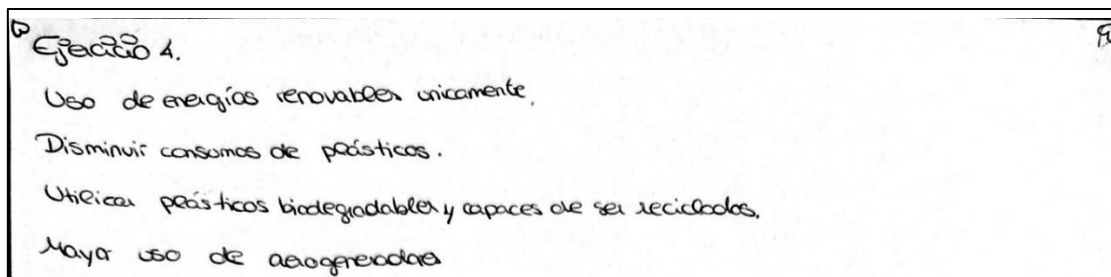 Ejercicio 4.
Uso de energías renovables unicamente.
Disminuir consumos de plásticos.
Utilizar plásticos biodegradables y capaces de ser reciclados.
Mayor uso de aerogeneradores